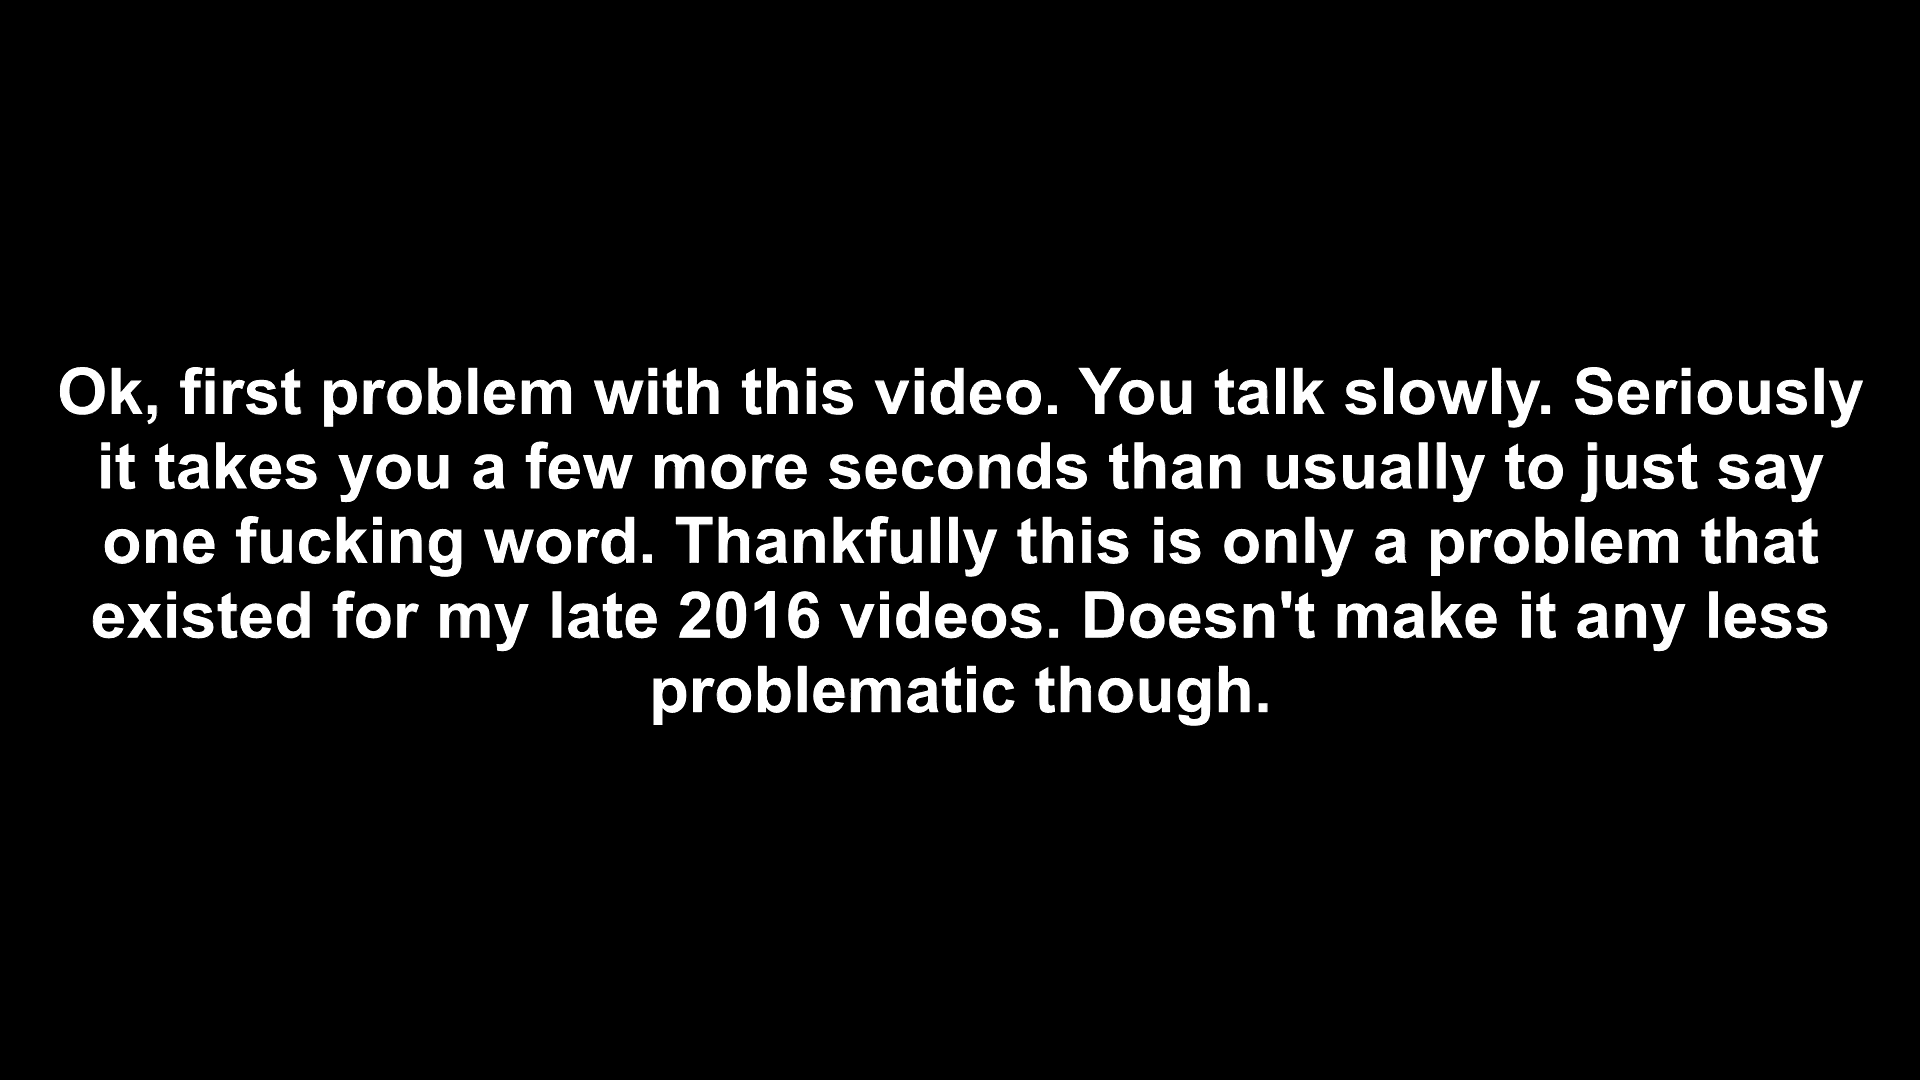 Ok, first problem with this video. You talk slowly. Seriously
it takes you a few more seconds than usually to just say
one fucking word. Thankfully this is only a problem that
existed for my late 2016 videos. Doesn't make it any less
problematic though.